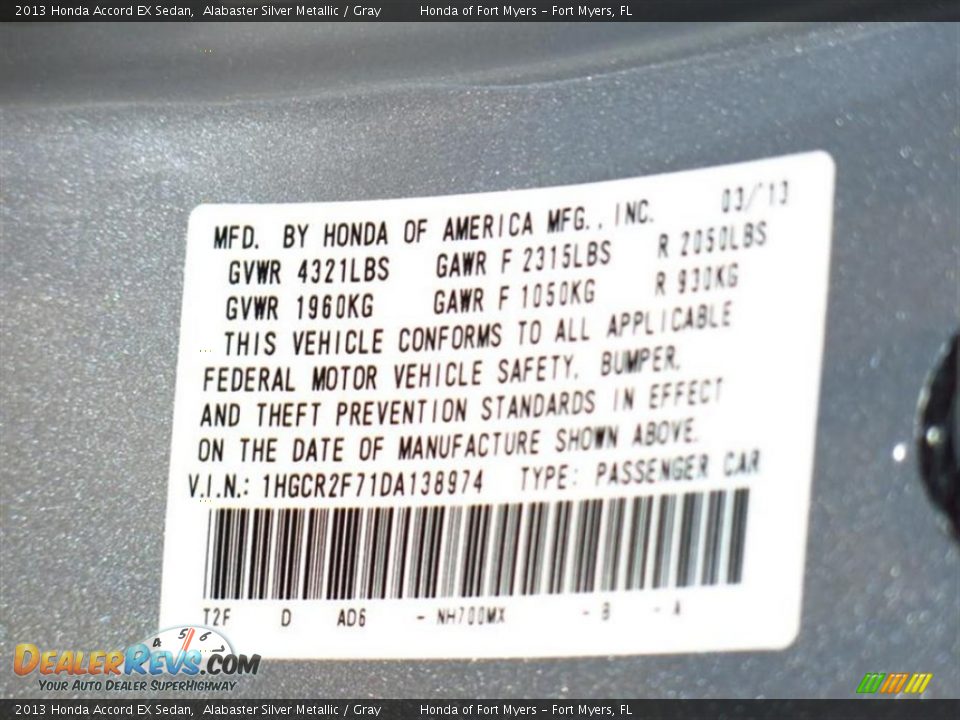 2013 Honda Accord EX Sedan, Alabaster Silver Metallic / Gray Honda of Fort Myers - Fort Myers, FL
MFD. BY HONDA OF AMERICA MFG., INC. 03/13
GVWR 4321LBS GAWR F 2315LBS R 2050LBS
GVWR 1960KG GAWR F 1050KG R 930KG
THIS VEHICLE CONFORMS TO ALL APPLICABLE
FEDERAL MOTOR VEHICLE SAFETY, BUMPER,
AND THEFT PREVENTION STANDARDS IN EFFECT
ON THE DATE OF MANUFACTURE SHOWN ABOVE.
V.I.N.: 1HGCR2F71DA138974 TYPE: PASSENGER CAR
T2F D AD6 - NH700MX - B - A
4 5 6
DEALERREVS.COM
YOUR AUTO DEALER SUPERHIGHWAY
2013 Honda Accord EX Sedan, Alabaster Silver Metallic / Gray Honda of Fort Myers - Fort Myers, FL